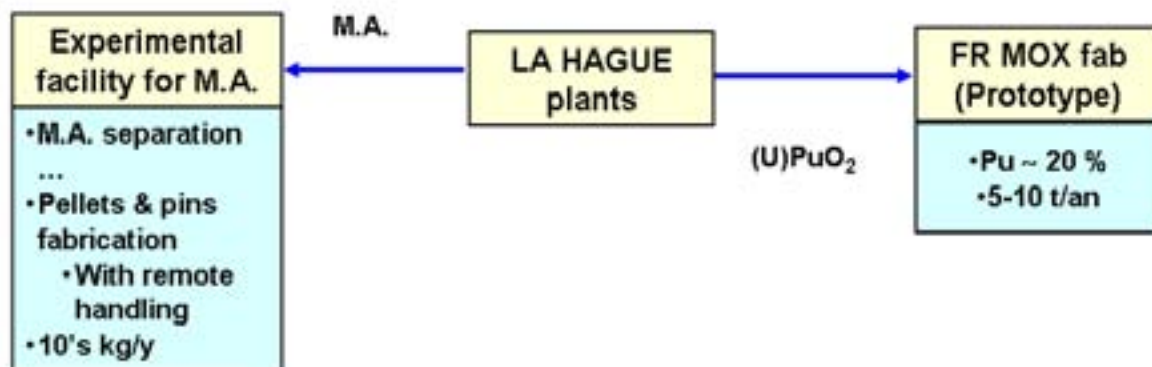 Experimental
facility for M.A.
•M.A. separation
...
•Pellets & pins
fabrication
•With remote
handling
•10's kg/y
M.A.
LA HAGUE
plants
(U)PuO₂
FR MOX fab
(Prototype)
•Pu ~ 20 %
•5-10 t/an